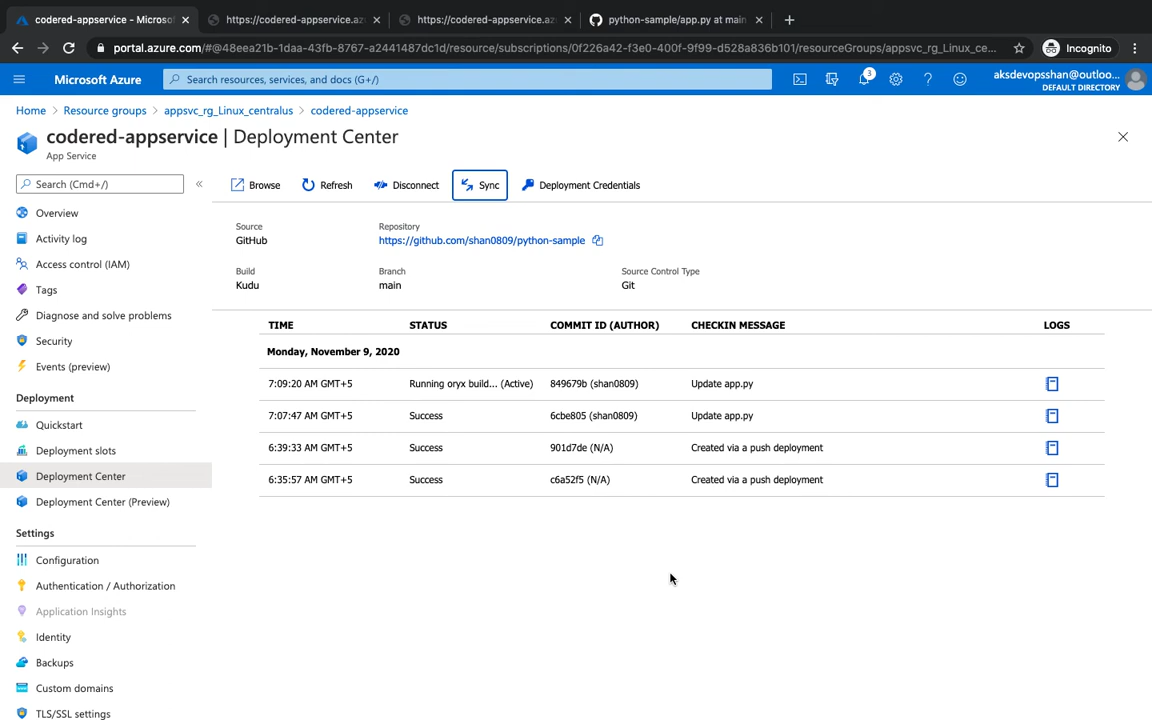 codered-appservice - Microsof
https://codered-appservice.az
https://codered-appservice.az
python-sample/app.py at main
portal.azure.com/#@48eea21b-1daa-43fb-8767-a2441487dc1d/resource/subscriptions/0f226a42-f3e0-400f-9f99-d528a836b101/resourceGroups/appsvc_rg_Linux_ce...
Incognito
Microsoft Azure
Search resources, services, and docs (G+/)
3
aksdevopsshan@outloo...
DEFAULT DIRECTORY
Home > Resource groups > appsvc_rg_Linux_centralus > codered-appservice
codered-appservice | Deployment Center
App Service
Search (Cmd+/)
Browse
Refresh
Disconnect
Sync
Deployment Credentials
Overview
Activity log
Access control (IAM)
Tags
Diagnose and solve problems
Security
Events (preview)
Deployment
Quickstart
Deployment slots
Deployment Center
Deployment Center (Preview)
Settings
Configuration
Authentication / Authorization
Application Insights
Identity
Backups
Custom domains
TLS/SSL settings
Source
GitHub
Repository
https://github.com/shan0809/python-sample
Build
Kudu
Branch
main
Source Control Type
Git
TIME STATUS COMMIT ID (AUTHOR) CHECKIN MESSAGE LOGS
Monday, November 9, 2020
7:09:20 AM GMT+5 Running oryx build... (Active) 849679b (shan0809) Update app.py
7:07:47 AM GMT+5 Success 6cbe805 (shan0809) Update app.py
6:39:33 AM GMT+5 Success 901d7de (N/A) Created via a push deployment
6:35:57 AM GMT+5 Success c6a52f5 (N/A) Created via a push deployment